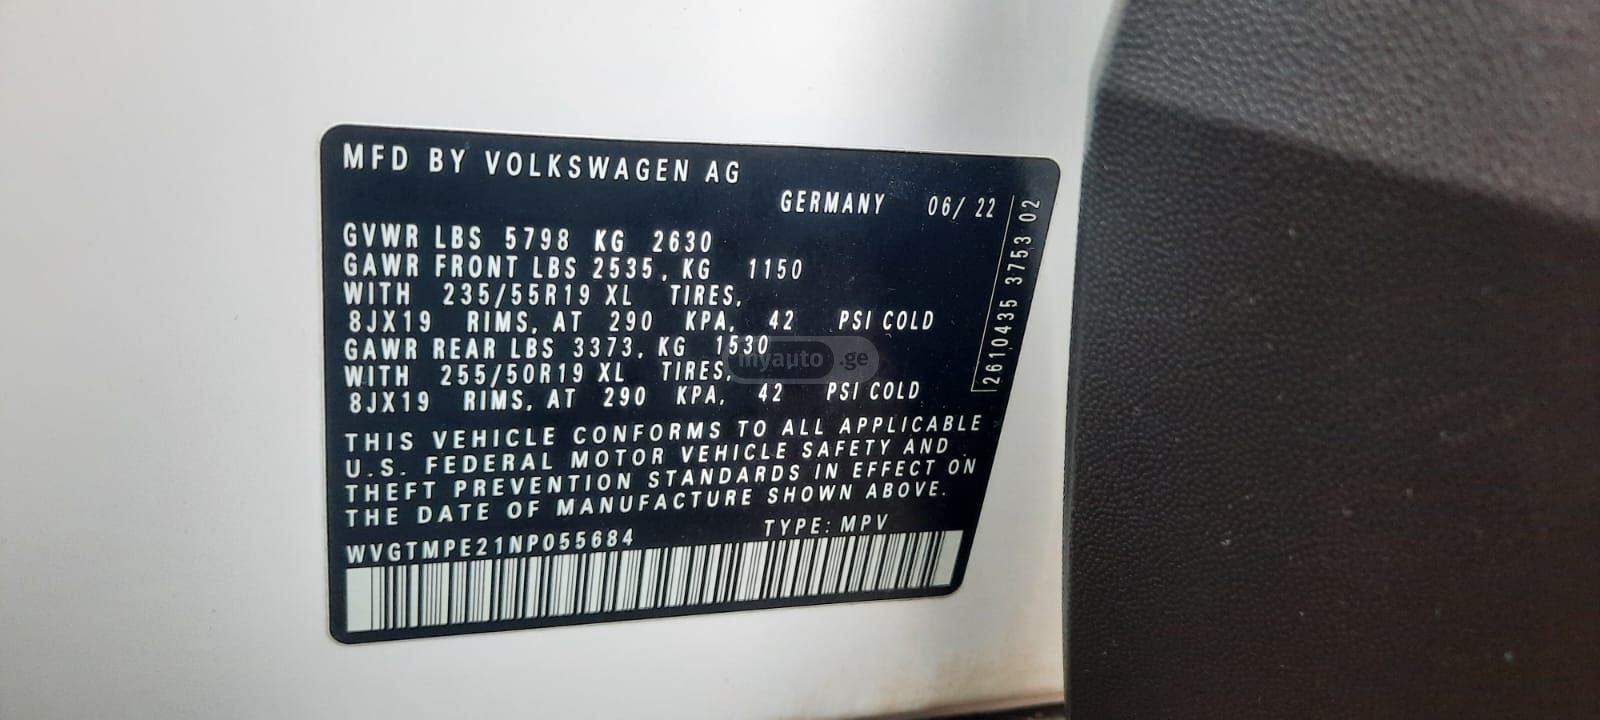 MFD BY VOLKSWAGEN AG
GERMANY 06/ 22
GVWR LBS 5798 KG 2630
GAWR FRONT LBS 2535, KG 1150
WITH 235/55R19 XL TIRES,
8JX19 RIMS, AT 290 KPA, 42 PSI COLD
GAWR REAR LBS 3373, KG 1530
WITH 255/50R19 XL TIRES,
8JX19 RIMS, AT 290 KPA, 42 PSI COLD
THIS VEHICLE CONFORMS TO ALL APPLICABLE
U.S. FEDERAL MOTOR VEHICLE SAFETY AND
THEFT PREVENTION STANDARDS IN EFFECT ON
THE DATE OF MANUFACTURE SHOWN ABOVE.
WVGTMPE21NP055684 TYPE: MPV
2610435 3753 02
myauto.ge